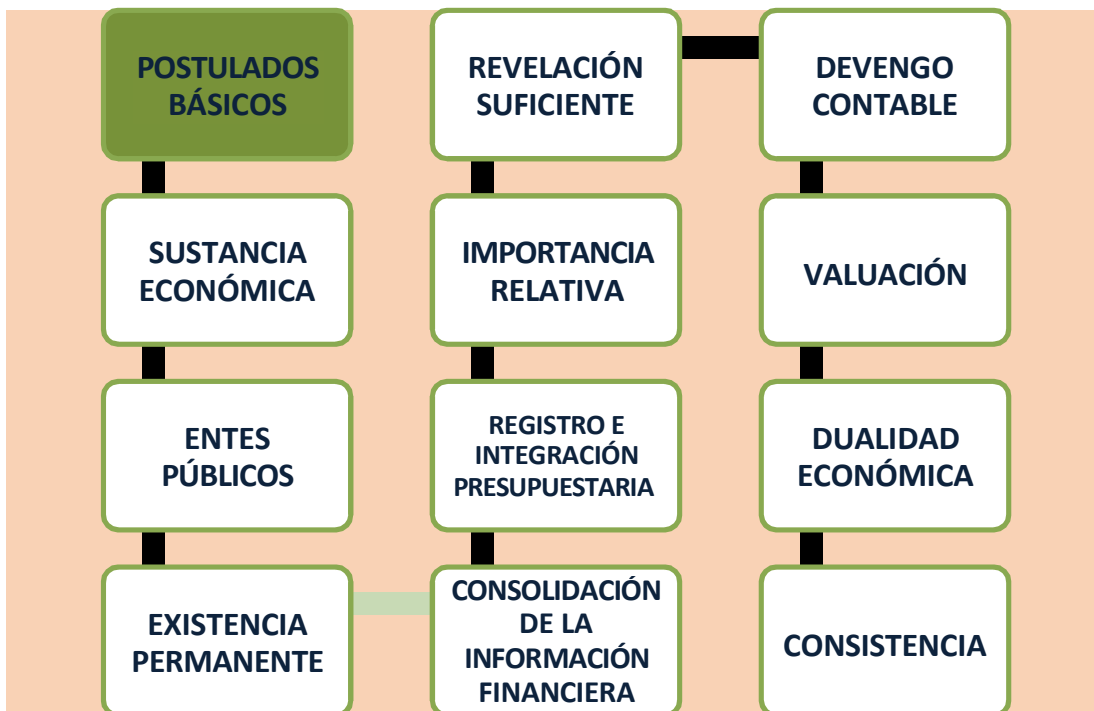 POSTULADOS
BÁSICOS
SUSTANCIA
ECONÓMICA
ENTES
PÚBLICOS
EXISTENCIA
PERMANENTE
CONSOLIDACIÓN
DE LA
INFORMACIÓN
FINANCIERA
REGISTRO E
INTEGRACIÓN
PRESUPUESTARIA
IMPORTANCIA
RELATIVA
REVELACIÓN
SUFICIENTE
DEVENGO
CONTABLE
VALUACIÓN
DUALIDAD
ECONÓMICA
CONSISTENCIA